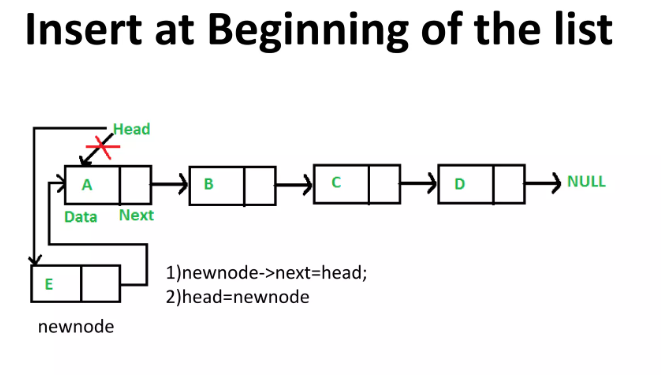 Insert at Beginning of the list
Head
A
B
C
D
NULL
Data
Next
E
1)newnode->next=head;
2)head=newnode
newnode